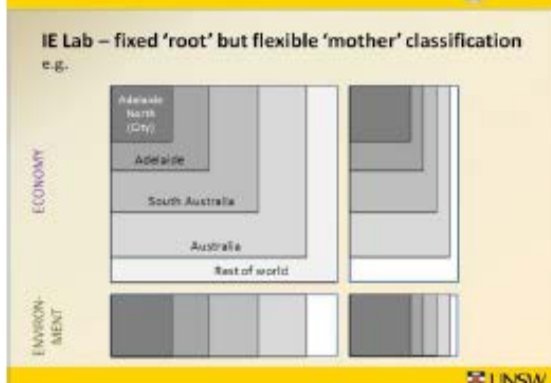 IE Lab – fixed ‘root’ but flexible ‘mother’ classification
e.g.
ECONOMY
Adelaide
North
(City)
Adelaide
South Australia
Australia
Rest of world
ENVIRON-
MENT
UNSW